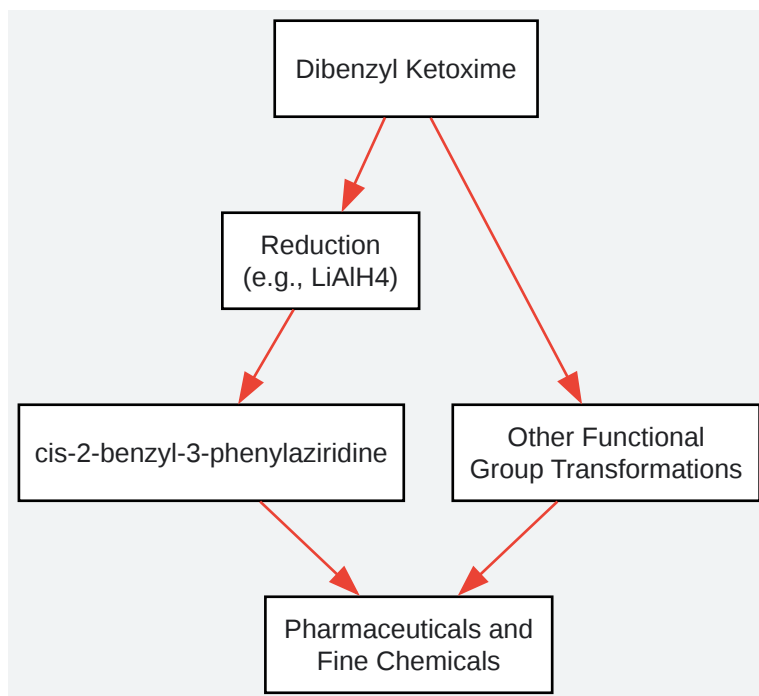 Dibenzyl Ketoxime
Reduction
(e.g., LiAlH4)
cis-2-benzyl-3-phenylaziridine
Other Functional
Group Transformations
Pharmaceuticals and
Fine Chemicals